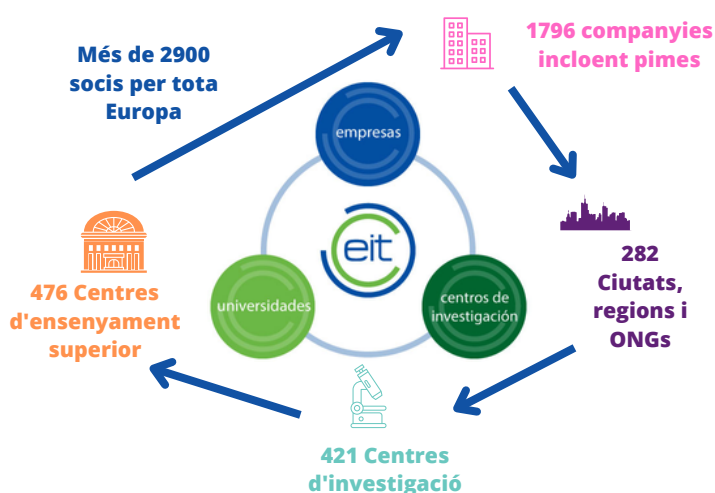 Més de 2900
socis per tota
Europa
1796 companyies
incloent pimes
empresas
eit
universidades
centros de
investigación
282
Ciutats,
regions i
ONGs
476 Centres
d'ensenyament
superior
421 Centres
d'investigació